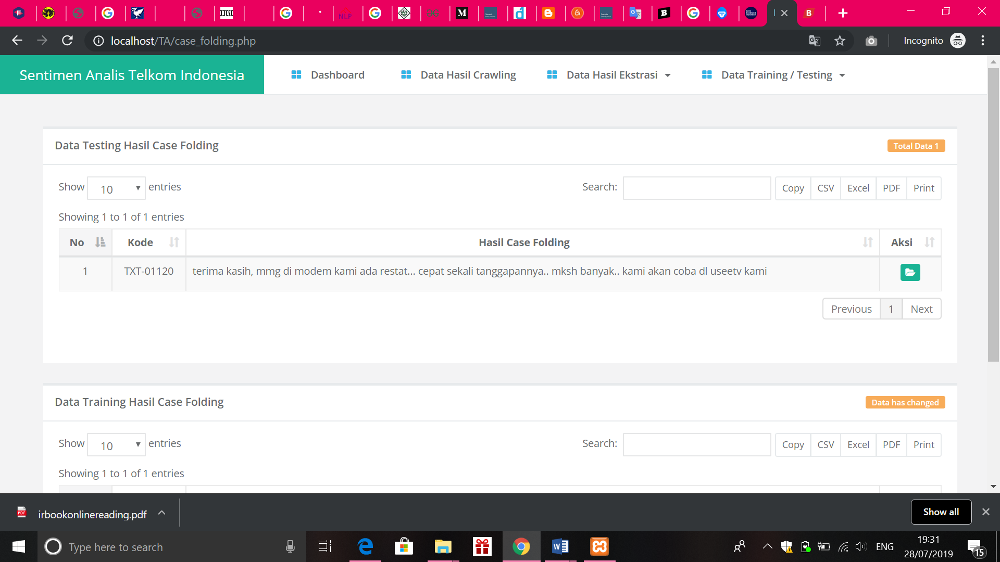 localhost/TA/case_folding.php
Incognito
Sentimen Analis Telkom Indonesia
Dashboard
Data Hasil Crawling
Data Hasil Ekstrasi
Data Training / Testing
Data Testing Hasil Case Folding
Total Data 1
Show 10 entries
Search:
Copy CSV Excel PDF Print
Showing 1 to 1 of 1 entries
No Kode Hasil Case Folding Aksi
1 TXT-01120 terima kasih, mmg di modem kami ada restat... cepat sekali tanggapannya.. mksh banyak.. kami akan coba dl useetv kami
Previous 1 Next
Data Training Hasil Case Folding
Data has changed
Show 10 entries
Search:
Copy CSV Excel PDF Print
Showing 1 to 1 of 1 entries
irbookonlinereading.pdf
Show all
Type here to search
ENG
19:31
28/07/2019
15